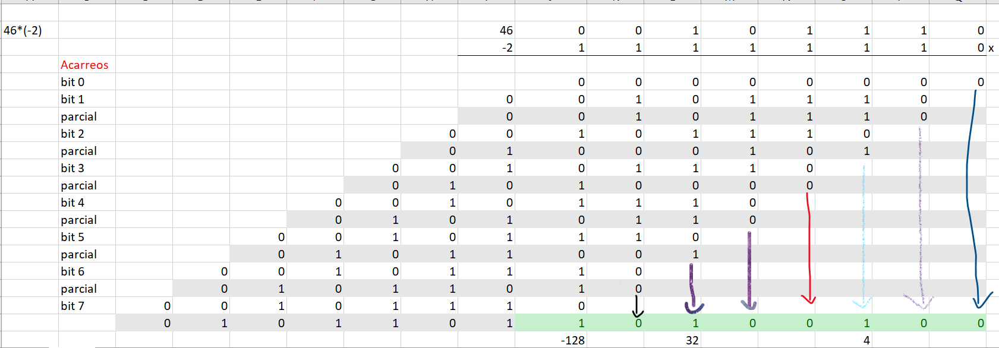 46*(-2) 46 0 0 1 0 1 1 1 0
-2 1 1 1 1 1 1 1 0 x
Acarreos
bit 0 0 0 0 0 0 0 0 0
bit 1 0 0 1 0 1 1 1 0
parcial 0 0 1 0 1 1 1 0
bit 2 0 0 1 0 1 1 1 0
parcial 0 1 0 0 0 1 0 1
bit 3 0 0 1 0 1 1 1 0
parcial 0 1 0 1 0 0 0 0
bit 4 0 0 1 0 1 1 1 0
parcial 0 1 0 1 0 1 1 0
bit 5 0 0 1 0 1 1 1 0
parcial 0 1 0 1 1 0 0 1
bit 6 0 0 1 0 1 1 1 0
parcial 0 1 0 1 1 0 1 0
bit 7 0 0 1 0 1 1 1 0
0 1 0 1 1 0 1 1 0 1 0 0 1 0 0
-128 32 4